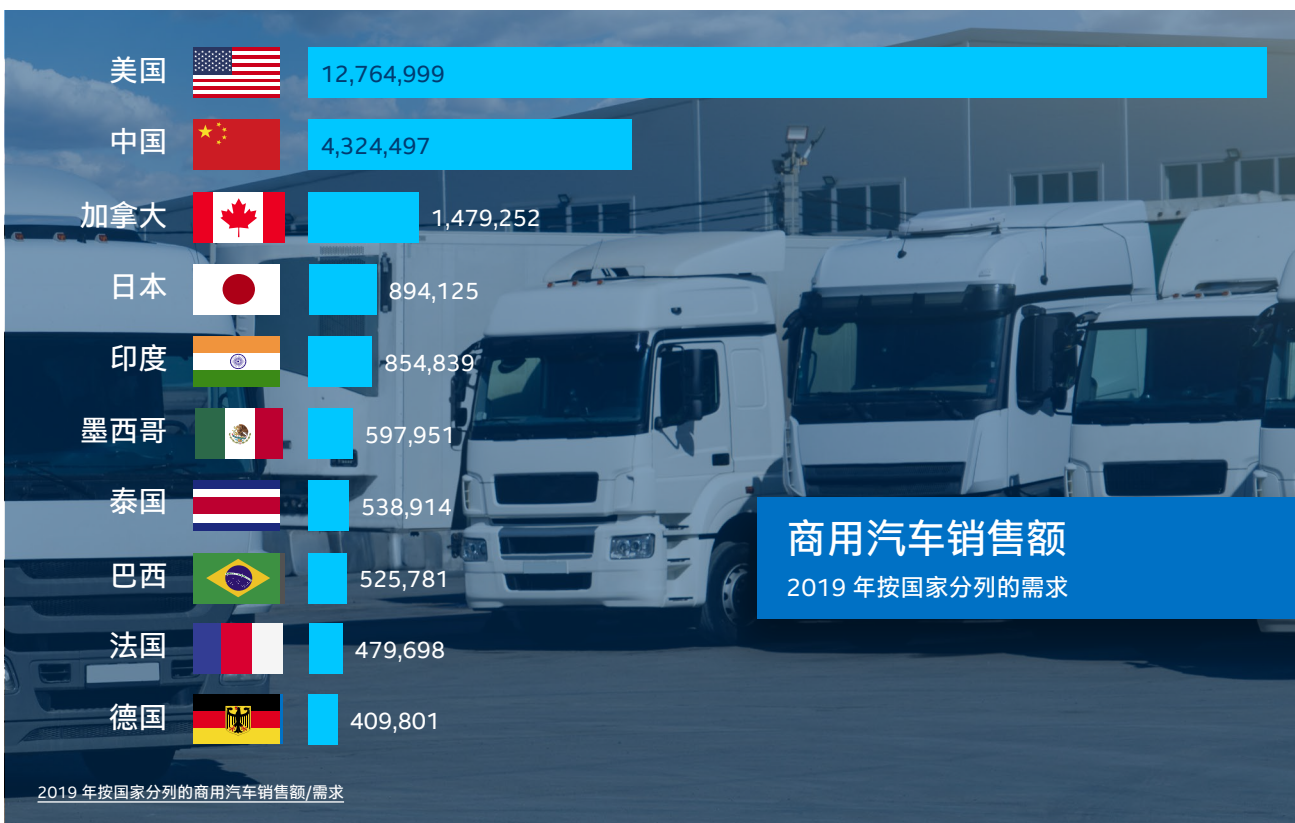 美国 12,764,999
中国 4,324,497
加拿大 1,479,252
日本 894,125
印度 854,839
墨西哥 597,951
泰国 538,914
巴西 525,781
法国 479,698
德国 409,801
商用汽车销售额
2019 年按国家分列的需求
2019 年按国家分列的商用汽车销售额/需求